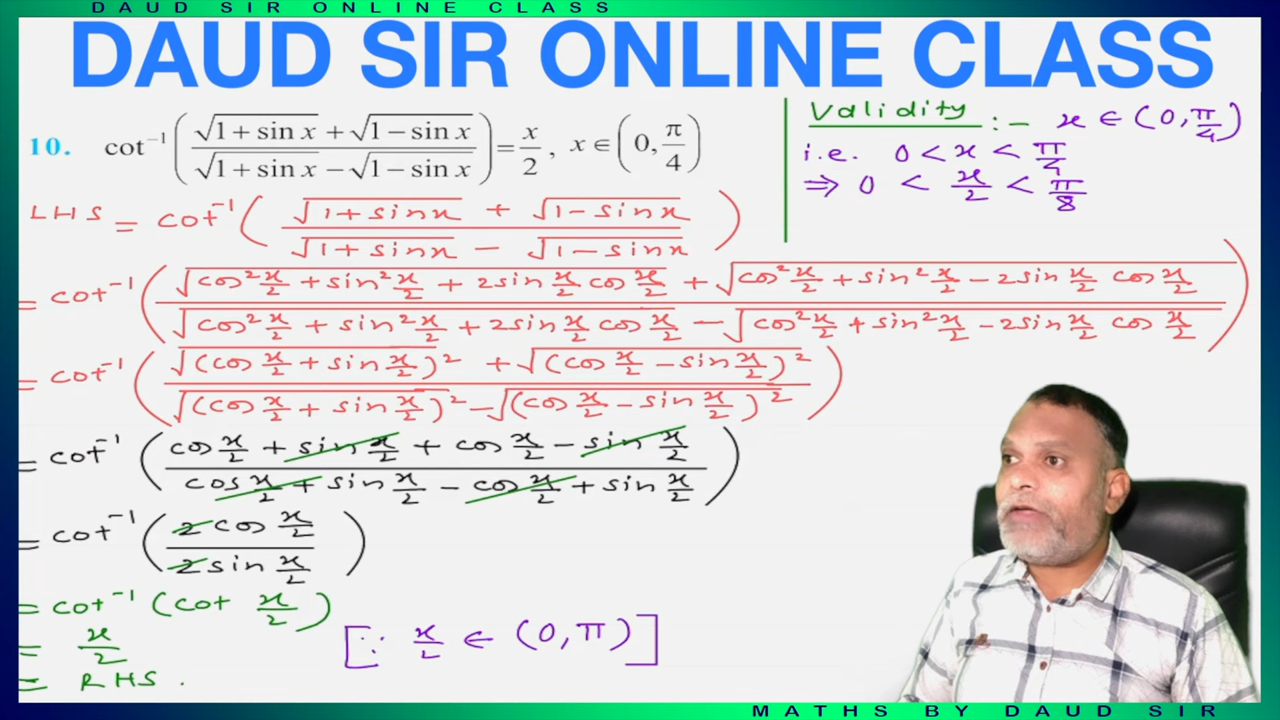 DAUD SIR ONLINE CLASS
DAUD SIR ONLINE CLASS
10. cot⁻¹((√(1 + sin x) + √(1 − sin x))/(√(1 + sin x) − √(1 − sin x))) = x/2, x ∈ (0, π/4)
LHS = cot⁻¹((√(1+sinx) + √(1−sinx))/(√(1+sinx) − √(1−sinx)))
= cot⁻¹((√(cos²x/2 + sin²x/2 + 2sin x/2 cos x/2) + √(cos²x/2 + sin²x/2 − 2sin x/2 cos x/2))/(√(cos²x/2 + sin²x/2 + 2sin x/2 cos x/2) − √(cos²x/2 + sin²x/2 − 2sin x/2 cos x/2)))
= cot⁻¹((√(cos x/2 + sin x/2)² + √(cos x/2 − sin x/2)²)/(√(cos x/2 + sin x/2)² − √(cos x/2 − sin x/2)²))
= cot⁻¹((cos x/2 + sin x/2 + cos x/2 − sin x/2)/(cos x/2 + sin x/2 − cos x/2 + sin x/2))
= cot⁻¹((2 cos x/2)/(2 sin x/2))
= cot⁻¹(cot x/2)
= x/2 [∵ x/2 ∈ (0, π)]
= RHS .
Validity :− x ∈ (0, π/4)
i.e. 0 < x < π/4
⇒ 0 < x/2 < π/8
MATHS BY DAUD SIR